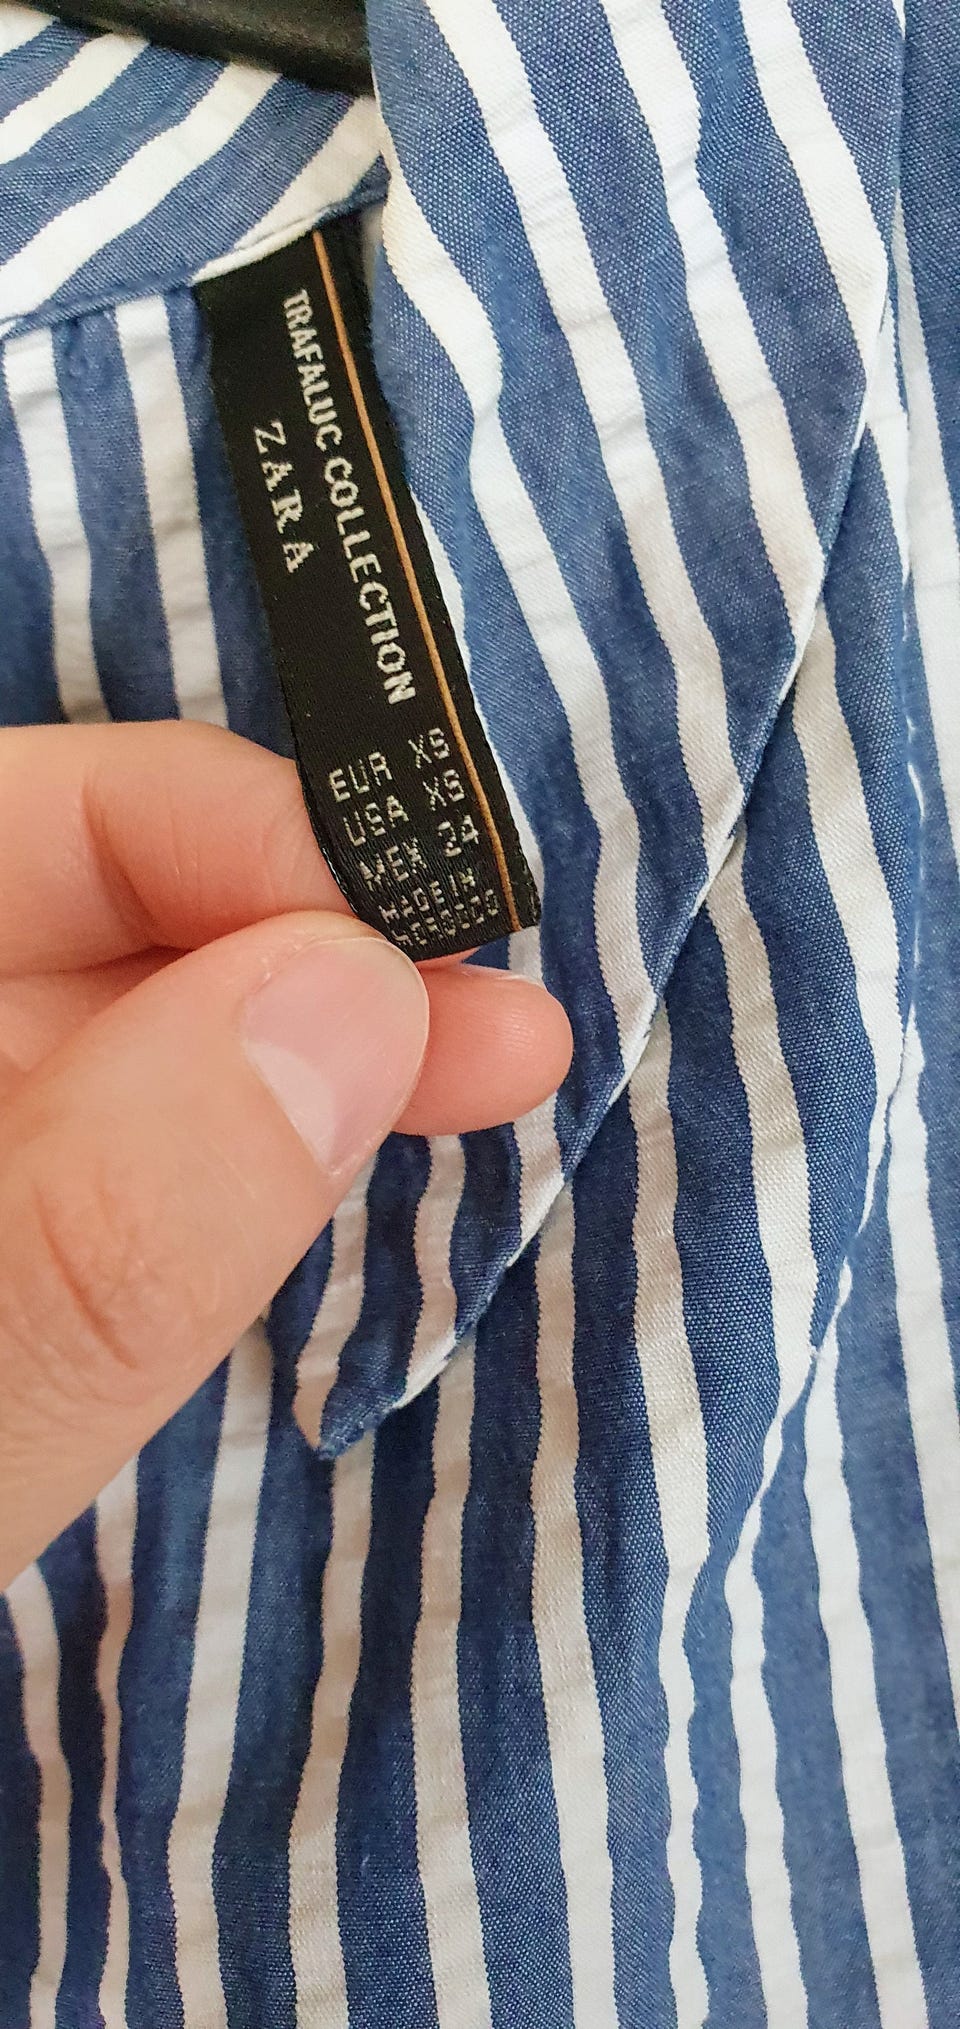 TRAFALUC COLLECTION
ZARA
EUR XS
USA XS
MEX 24